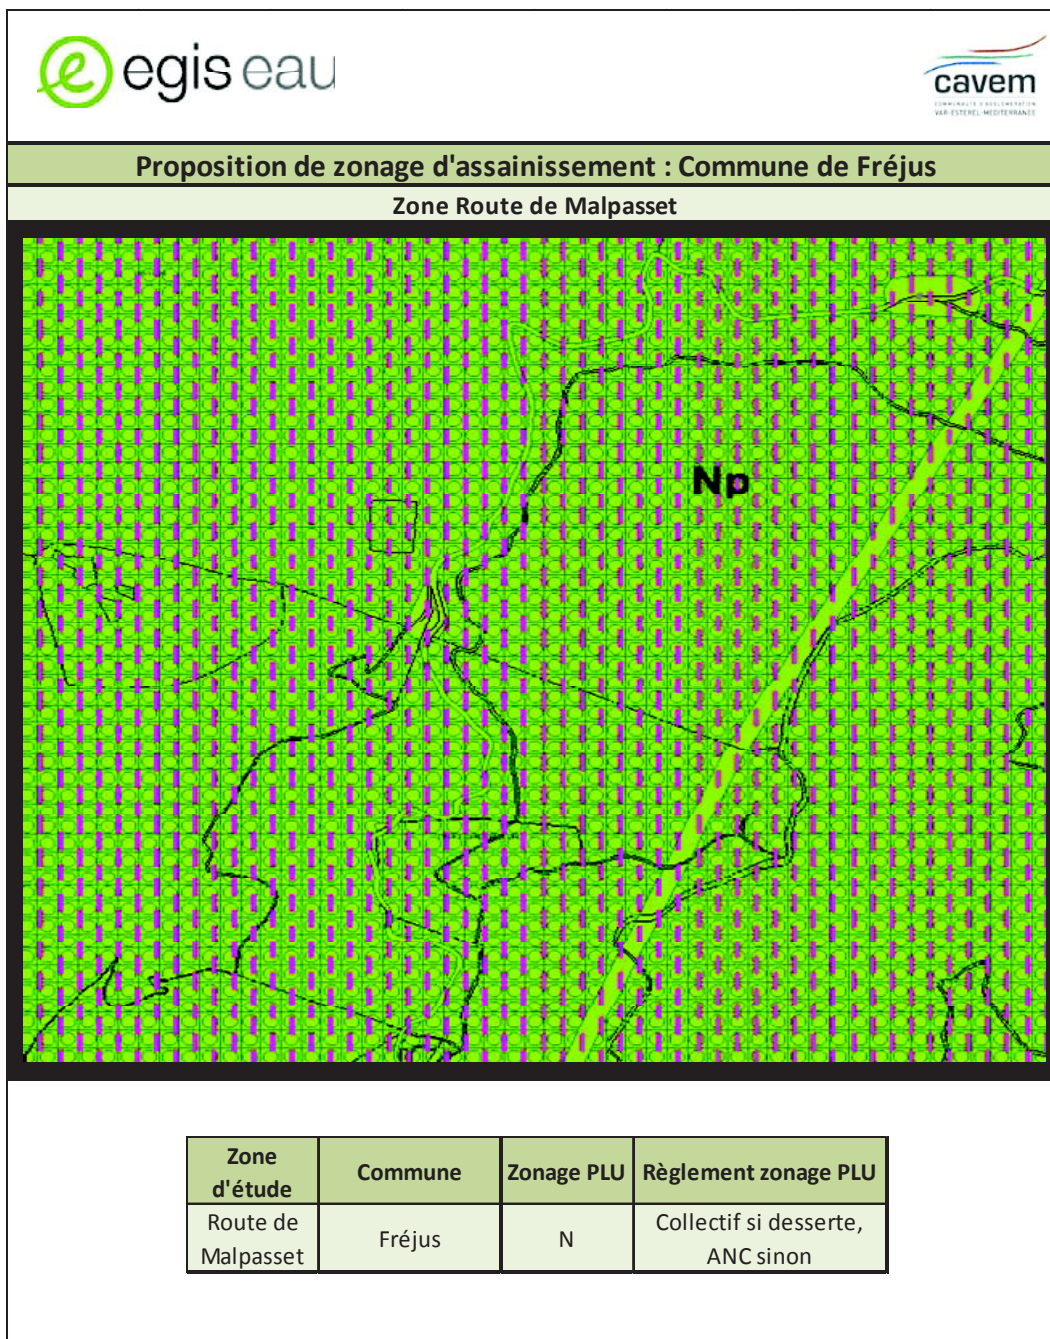 egis eau
cavem
COMMUNAUTÉ D'AGGLOMÉRATION
VAR-ESTEREL-MÉDITERRANÉE
Proposition de zonage d'assainissement : Commune de Fréjus
Zone Route de Malpasset
Np
Zone d'étude
Commune
Zonage PLU
Règlement zonage PLU
Route de Malpasset
Fréjus
N
Collectif si desserte,
ANC sinon